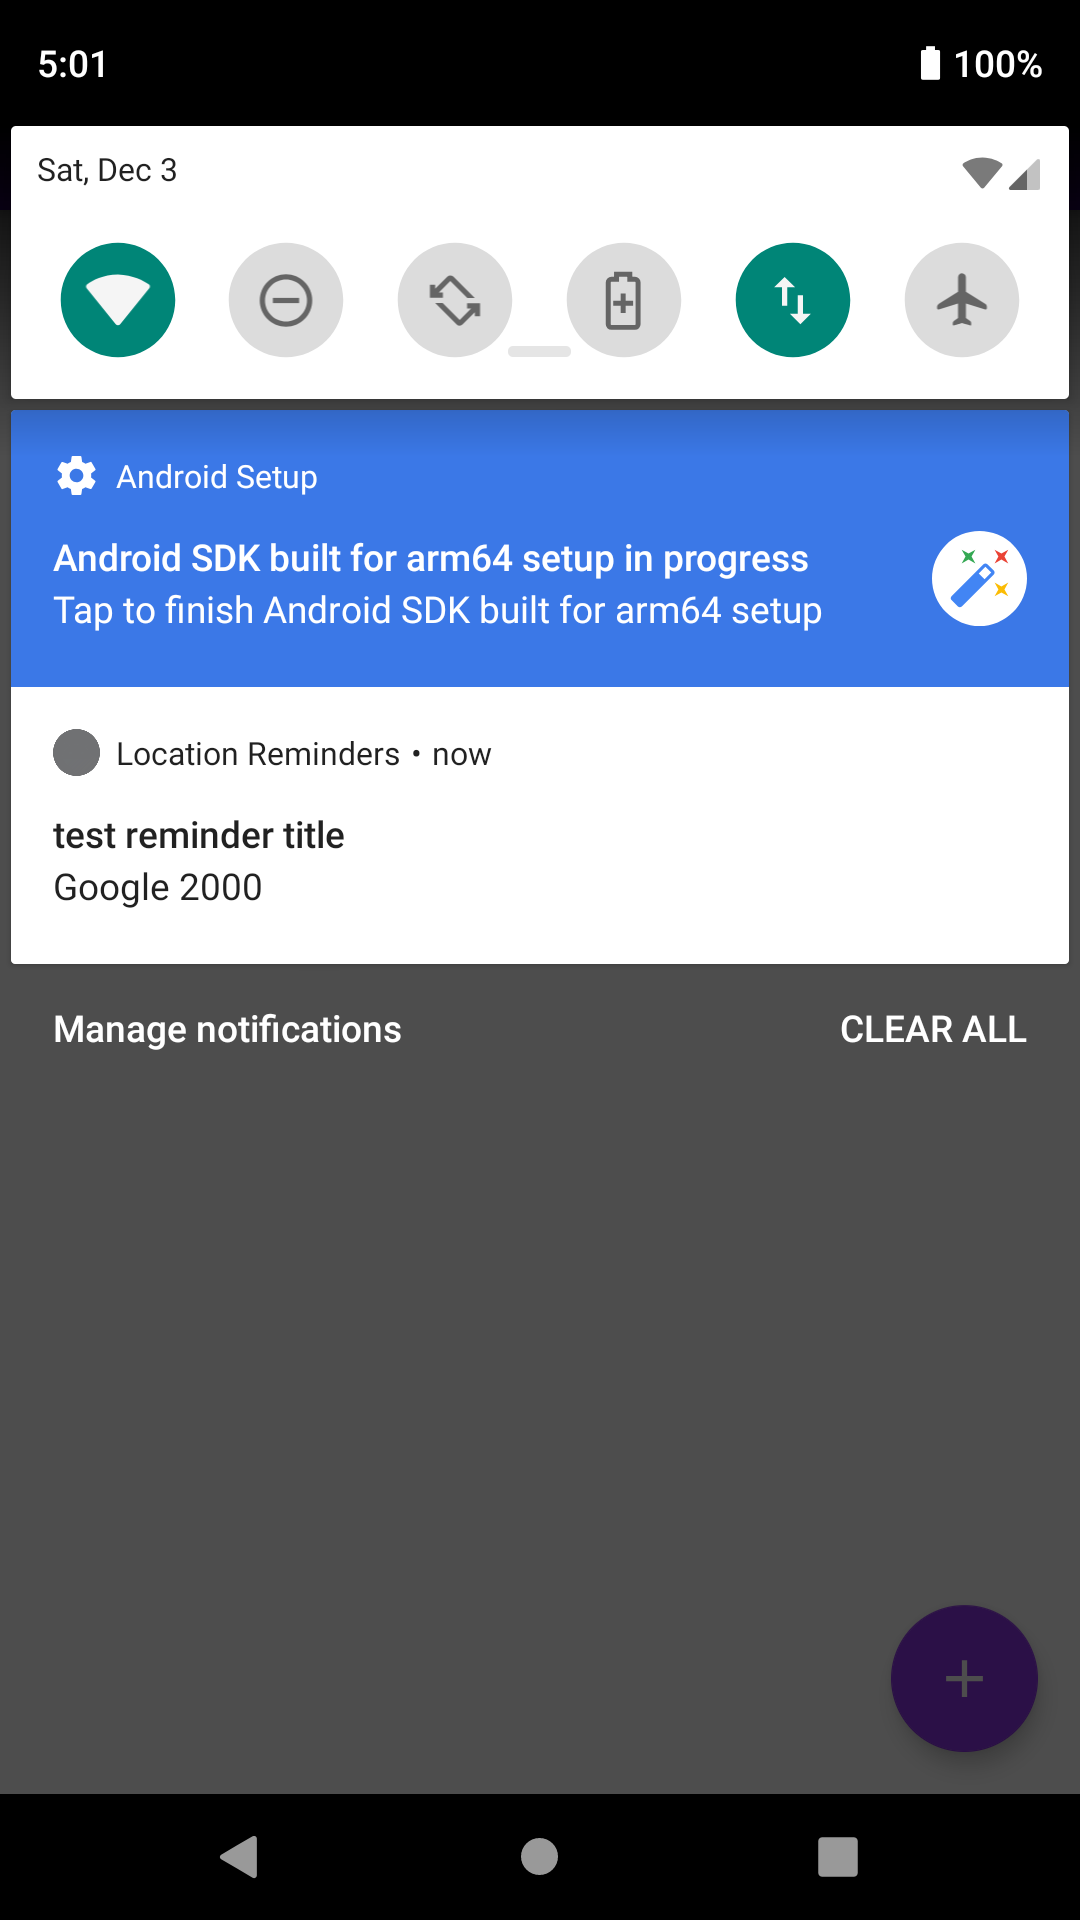 5:01
100%
Sat, Dec 3
Android Setup
Android SDK built for arm64 setup in progress
Tap to finish Android SDK built for arm64 setup
Location Reminders • now
test reminder title
Google 2000
Manage notifications
CLEAR ALL